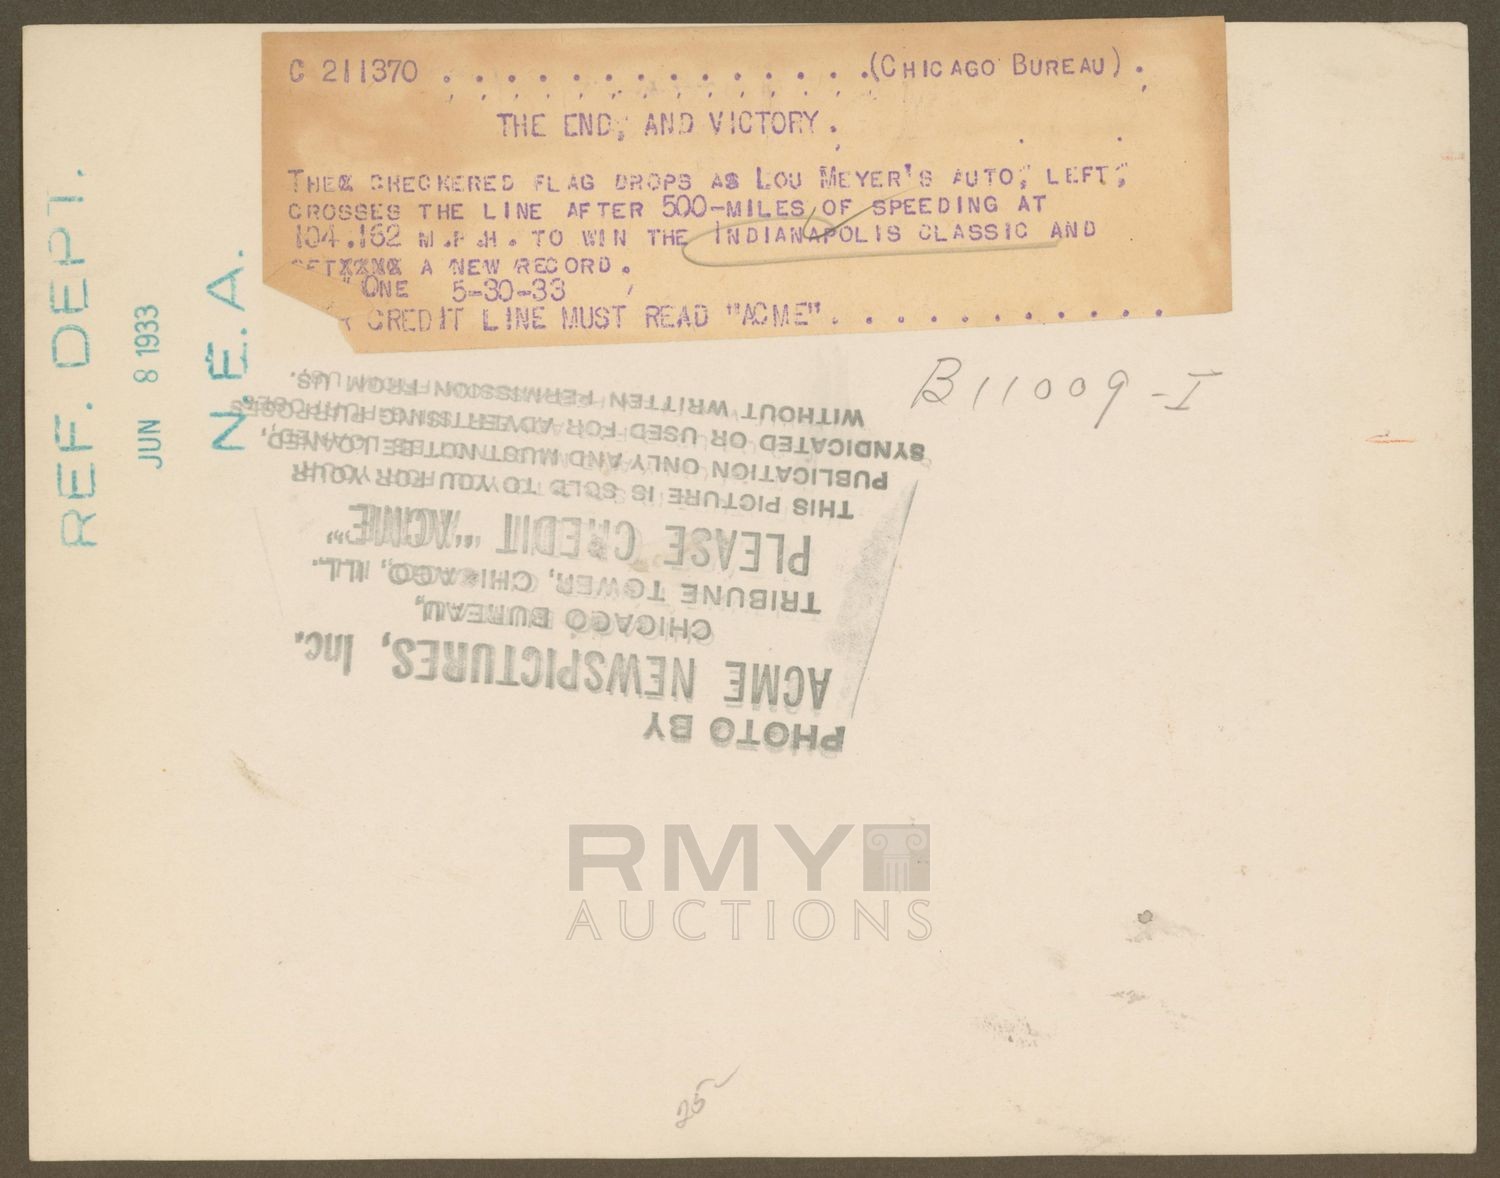 C 211370 . . . . . . . . . . . . . .(CHICAGO BUREAU) .
THE END, AND VICTORY.
THEX CHECKERED FLAG DROPS AS LOU MEYER'S AUTO, LEFT,
CROSSES THE LINE AFTER 500-MILES OF SPEEDING AT
104.162 M.P.H. TO WIN THE INDIANAPOLIS CLASSIC AND
SETXXXX A NEW RECORD.
ONE 5-30-33
CREDIT LINE MUST READ "ACME". . . . . . . . . . . .
REF. DEPT.
JUN 8 1933
N.E.A.
B11009-I
PHOTO BY
ACME NEWSPICTURES, Inc.
CHICAGO BUREAU,
TRIBUNE TOWER, CHICAGO, ILL.
PLEASE CREDIT "ACME"
THIS PICTURE IS SOLD TO YOU FOR YOUR
PUBLICATION ONLY AND MUST NOT BE LOANED,
SYNDICATED OR USED FOR ADVERTISING PURPOSES
WITHOUT WRITTEN PERMISSION FROM US.
RMY
AUCTIONS
25